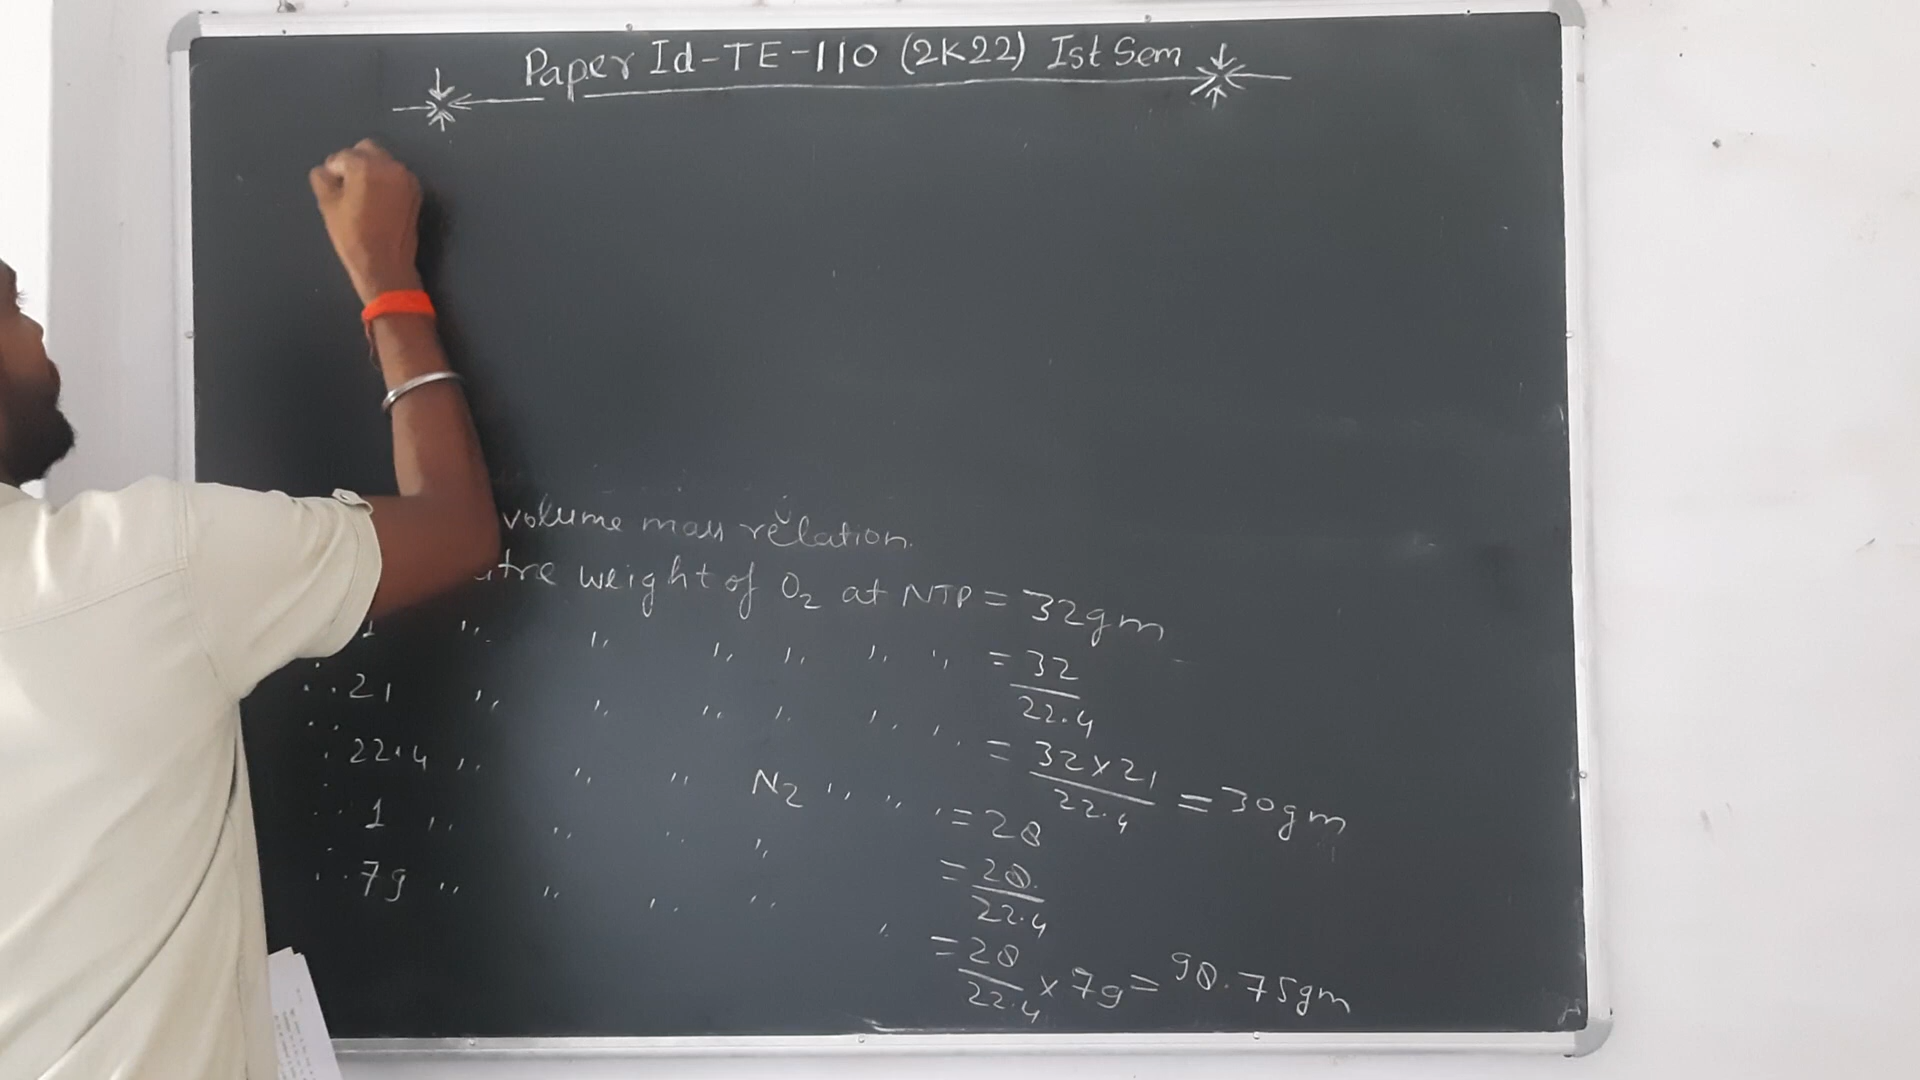 Paper Id-TE-110 (2K22) Ist Sem
volume mass relation.
weight of O2 at NTP = 32gm
1 ,, ,, ,, ,, ,, ,, = 32/22.4
∴ 21 ,, ,, ,, ,, ,, ,, = 32×21/22.4 = 30gm
∵ 22.4 ,, ,, ,, N2 ,, ,, ,, = 28
∴ 1 ,, ,, ,, ,, = 28/22.4
∴ 79 ,, ,, ,, ,, ,, = 28/22.4 × 79 = 98.75gm